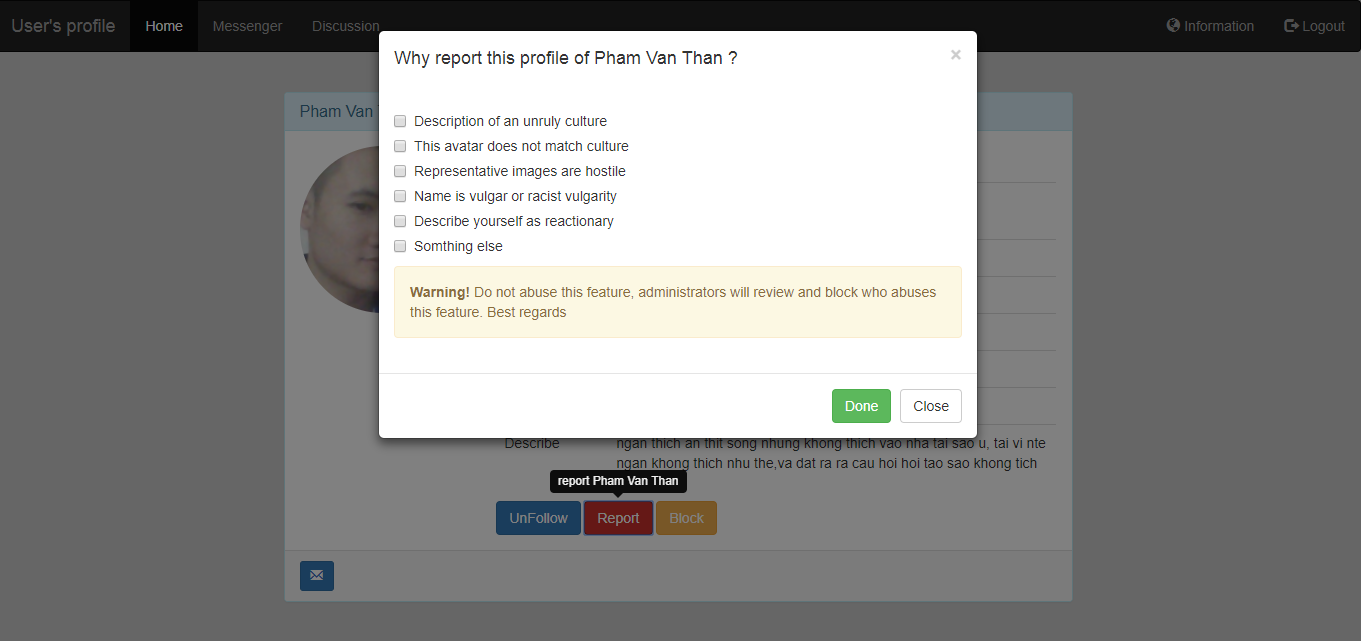 User's profile Home Messenger Discussion Information Logout
Why report this profile of Pham Van Than ? ×
Pham Van
Description of an unruly culture
This avatar does not match culture
Representative images are hostile
Name is vulgar or racist vulgarity
Describe yourself as reactionary
Somthing else
Warning! Do not abuse this feature, administrators will review and block who abuses
this feature. Best regards
Done Close
Describe ngan thich an thit song nhung khong thich vao nha tai sao u, tai vi nte
ngan khong thich nhu the,va dat ra ra cau hoi hoi tao sao khong tich
report Pham Van Than
UnFollow Report Block